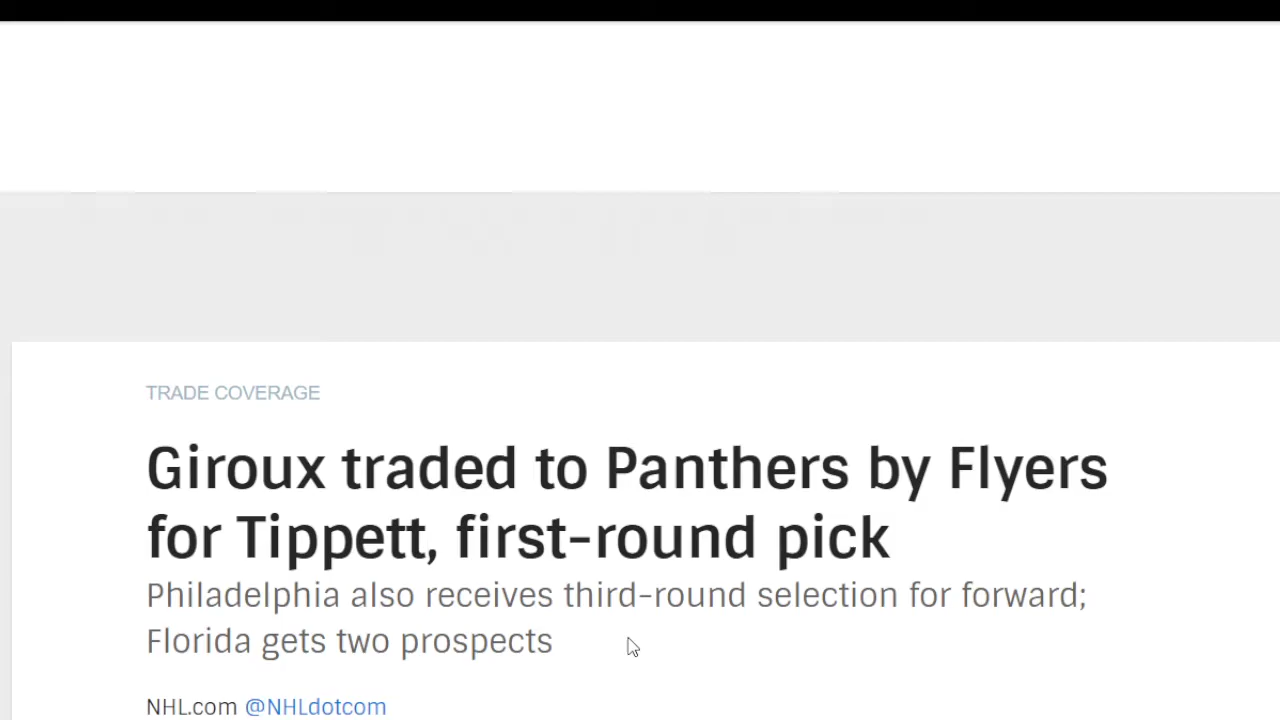 TRADE COVERAGE
Giroux traded to Panthers by Flyers
for Tippett, first-round pick
Philadelphia also receives third-round selection for forward;
Florida gets two prospects
NHL.com @NHLdotcom